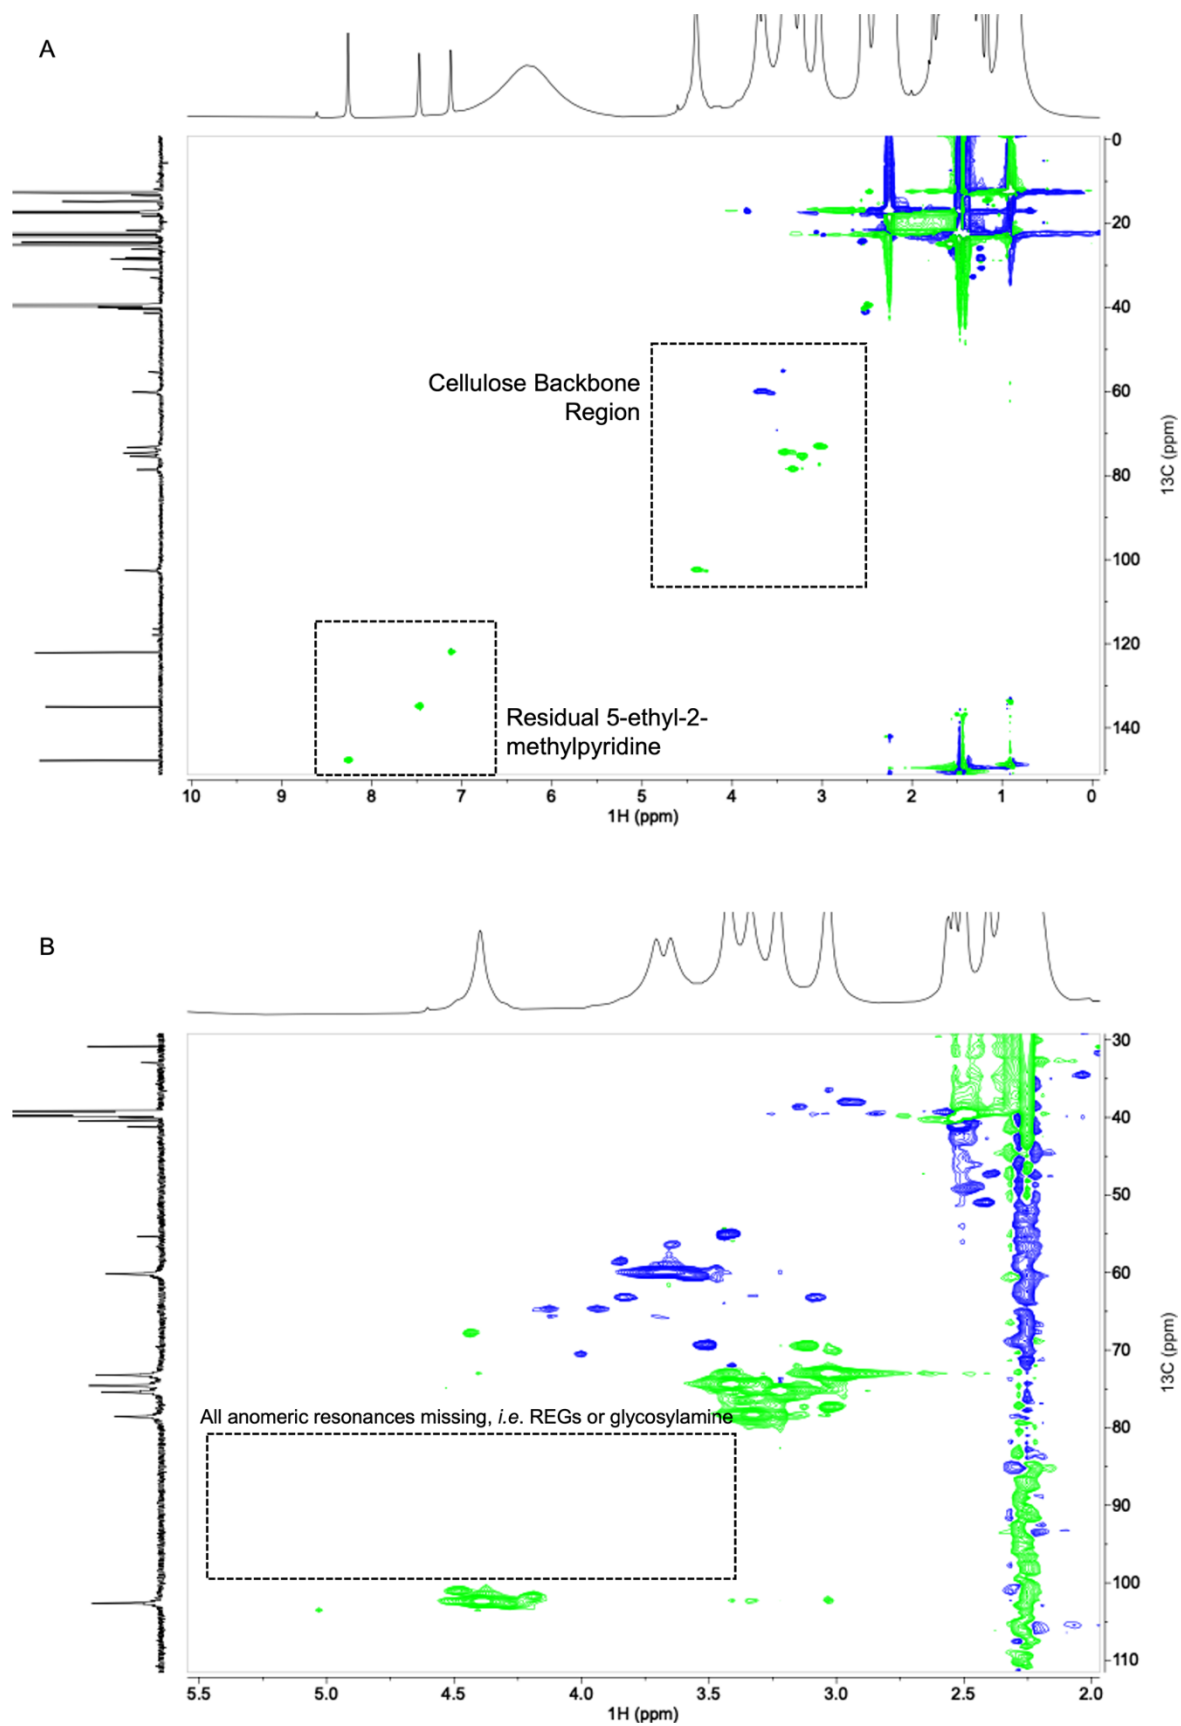 A
0
20
40
60
80
100
120
140
13C (ppm)
Cellulose Backbone
Region
Residual 5-ethyl-2-
methylpyridine
10 9 8 7 6 5 4 3 2 1 0
1H (ppm)
B
30
40
50
60
70
80
90
100
110
13C (ppm)
All anomeric resonances missing, i.e. REGs or glycosylamine
5.5 5.0 4.5 4.0 3.5 3.0 2.5 2.0
1H (ppm)